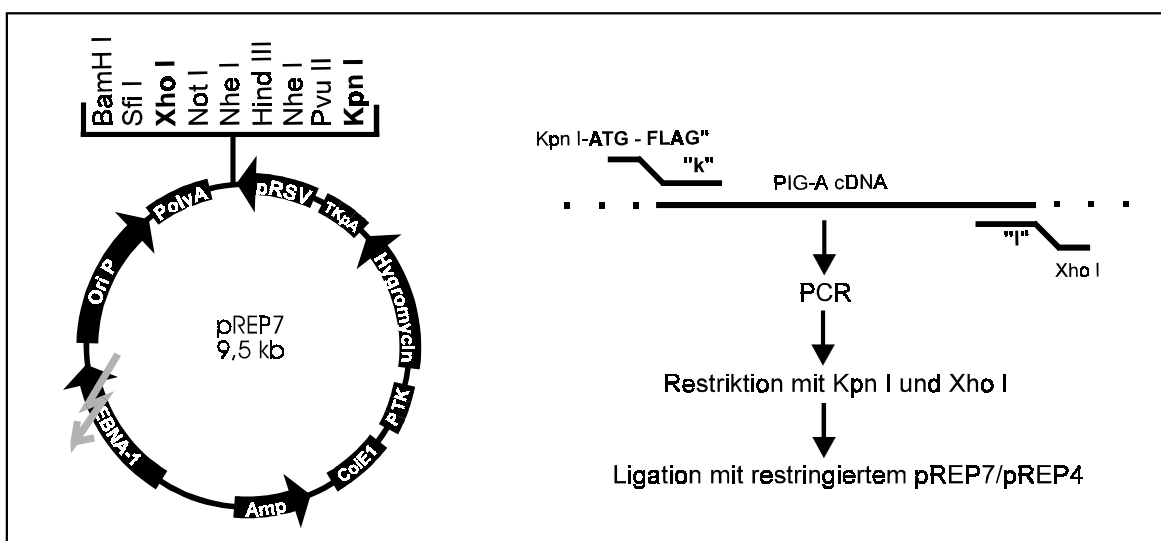 BamH I
Sfi I
Xho I
Not I
Nhe I
Hind III
Nhe I
Pvu II
Kpn I
PolyA
pRSV
TKpA
Hygromycin
P TK
ColE1
Amp
EBNA-1
Ori P
pREP7
9,5 kb
Kpn I-ATG - FLAG"
"k"
PIG-A cDNA
"l"
Xho I
PCR
Restriktion mit Kpn I und Xho I
Ligation mit restringiertem pREP7/pREP4